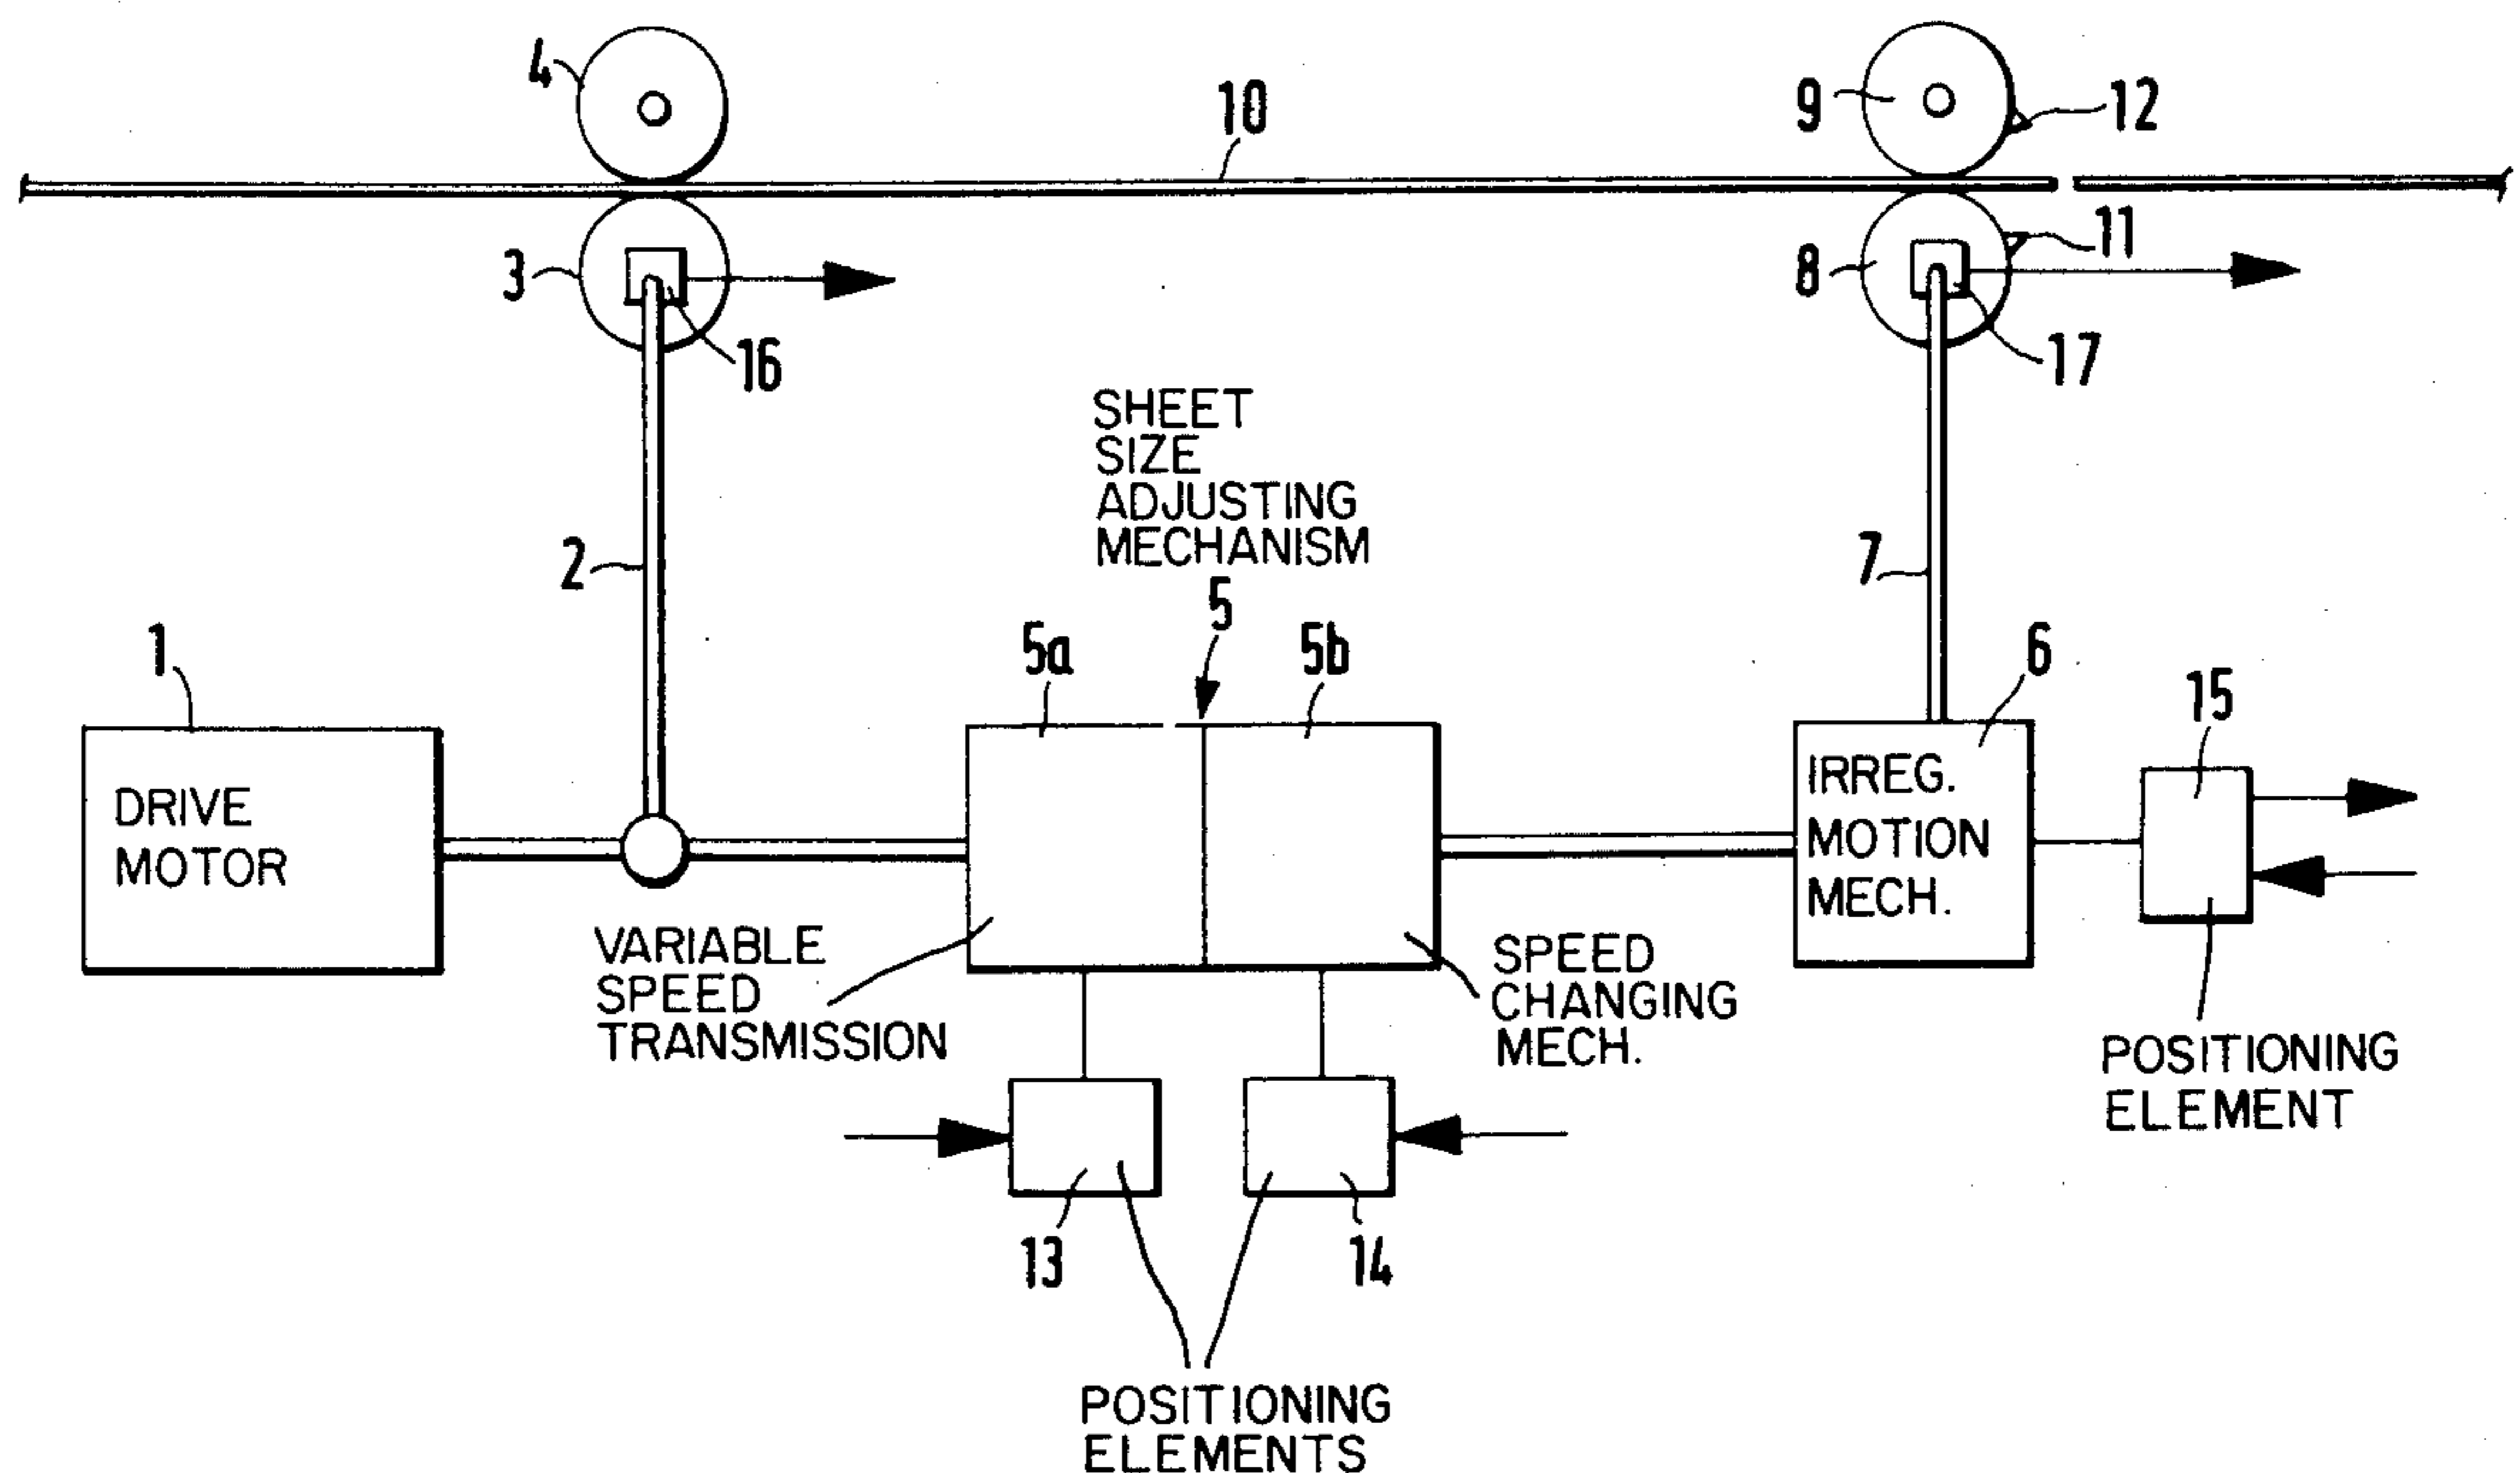 4
10
9
12
3
16
8
11
17
SHEET
SIZE
ADJUSTING
MECHANISM
5
2
7
1
5a
5b
6
15
DRIVE
MOTOR
IRREG.
MOTION
MECH.
VARIABLE
SPEED
TRANSMISSION
SPEED
CHANGING
MECH.
POSITIONING
ELEMENT
13
14
POSITIONING
ELEMENTS